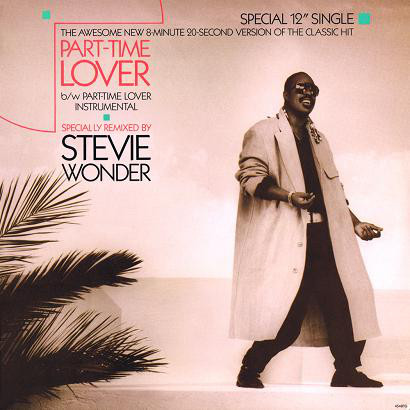 SPECIAL 12" SINGLE
THE AWESOME NEW 8-MINUTE 20-SECOND VERSION OF THE CLASSIC HIT
PART-TIME
LOVER
b/w PART-TIME LOVER
INSTRUMENTAL
SPECIALLY REMIXED BY
STEVIE
WONDER